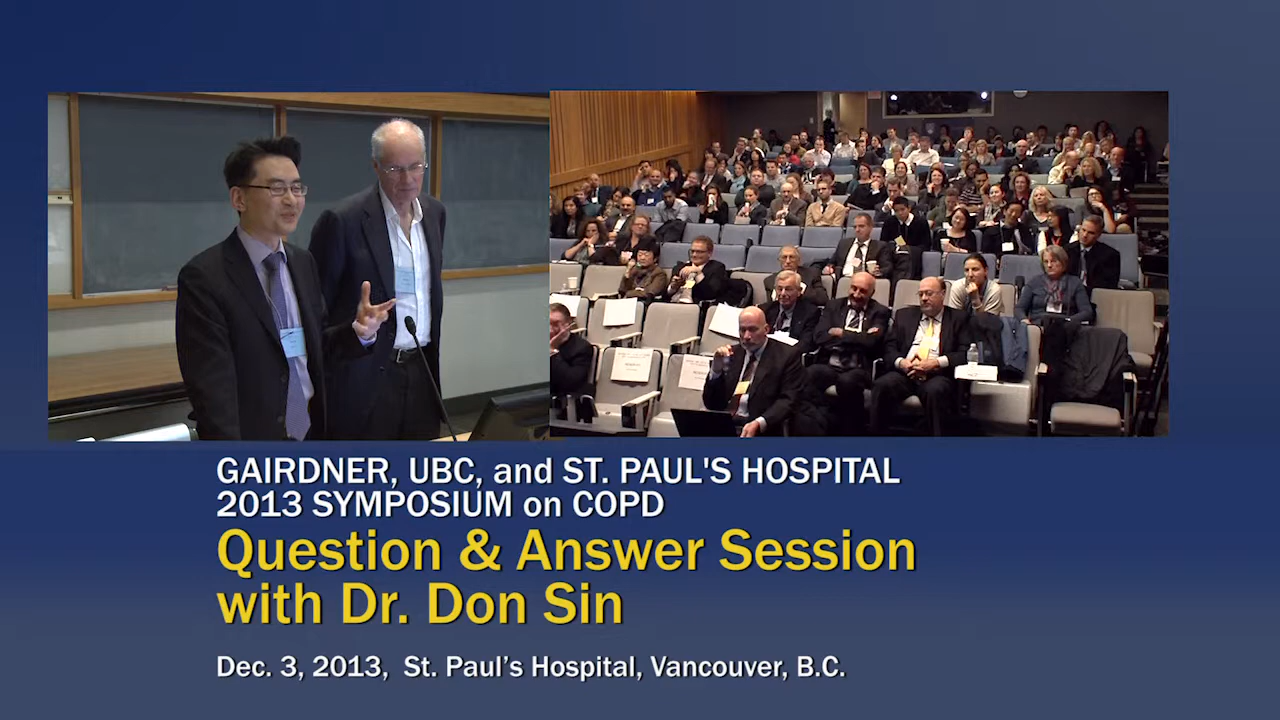 GAIRDNER, UBC, and ST. PAUL'S HOSPITAL
2013 SYMPOSIUM on COPD
Question & Answer Session
with Dr. Don Sin
Dec. 3, 2013, St. Paul’s Hospital, Vancouver, B.C.